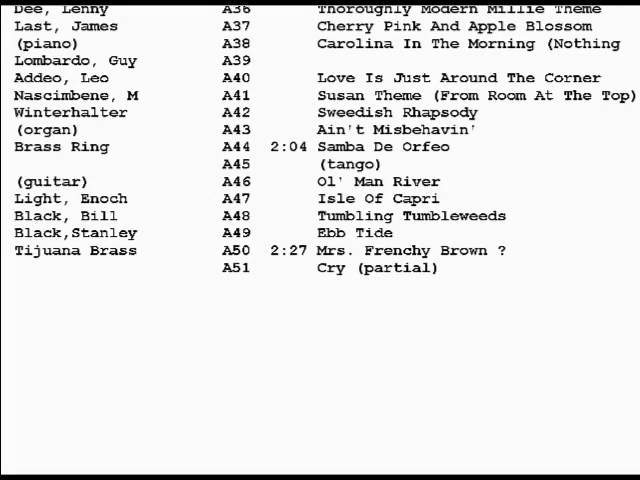 Dee, Lenny A36 Thoroughly Modern Millie Theme
Last, James A37 Cherry Pink And Apple Blossom
(piano) A38 Carolina In The Morning (Nothing
Lombardo, Guy A39
Addeo, Leo A40 Love Is Just Around The Corner
Nascimbene, M A41 Susan Theme (From Room At The Top)
Winterhalter A42 Sweedish Rhapsody
(organ) A43 Ain't Misbehavin'
Brass Ring A44 2:04 Samba De Orfeo
A45 (tango)
(guitar) A46 Ol' Man River
Light, Enoch A47 Isle Of Capri
Black, Bill A48 Tumbling Tumbleweeds
Black,Stanley A49 Ebb Tide
Tijuana Brass A50 2:27 Mrs. Frenchy Brown ?
A51 Cry (partial)